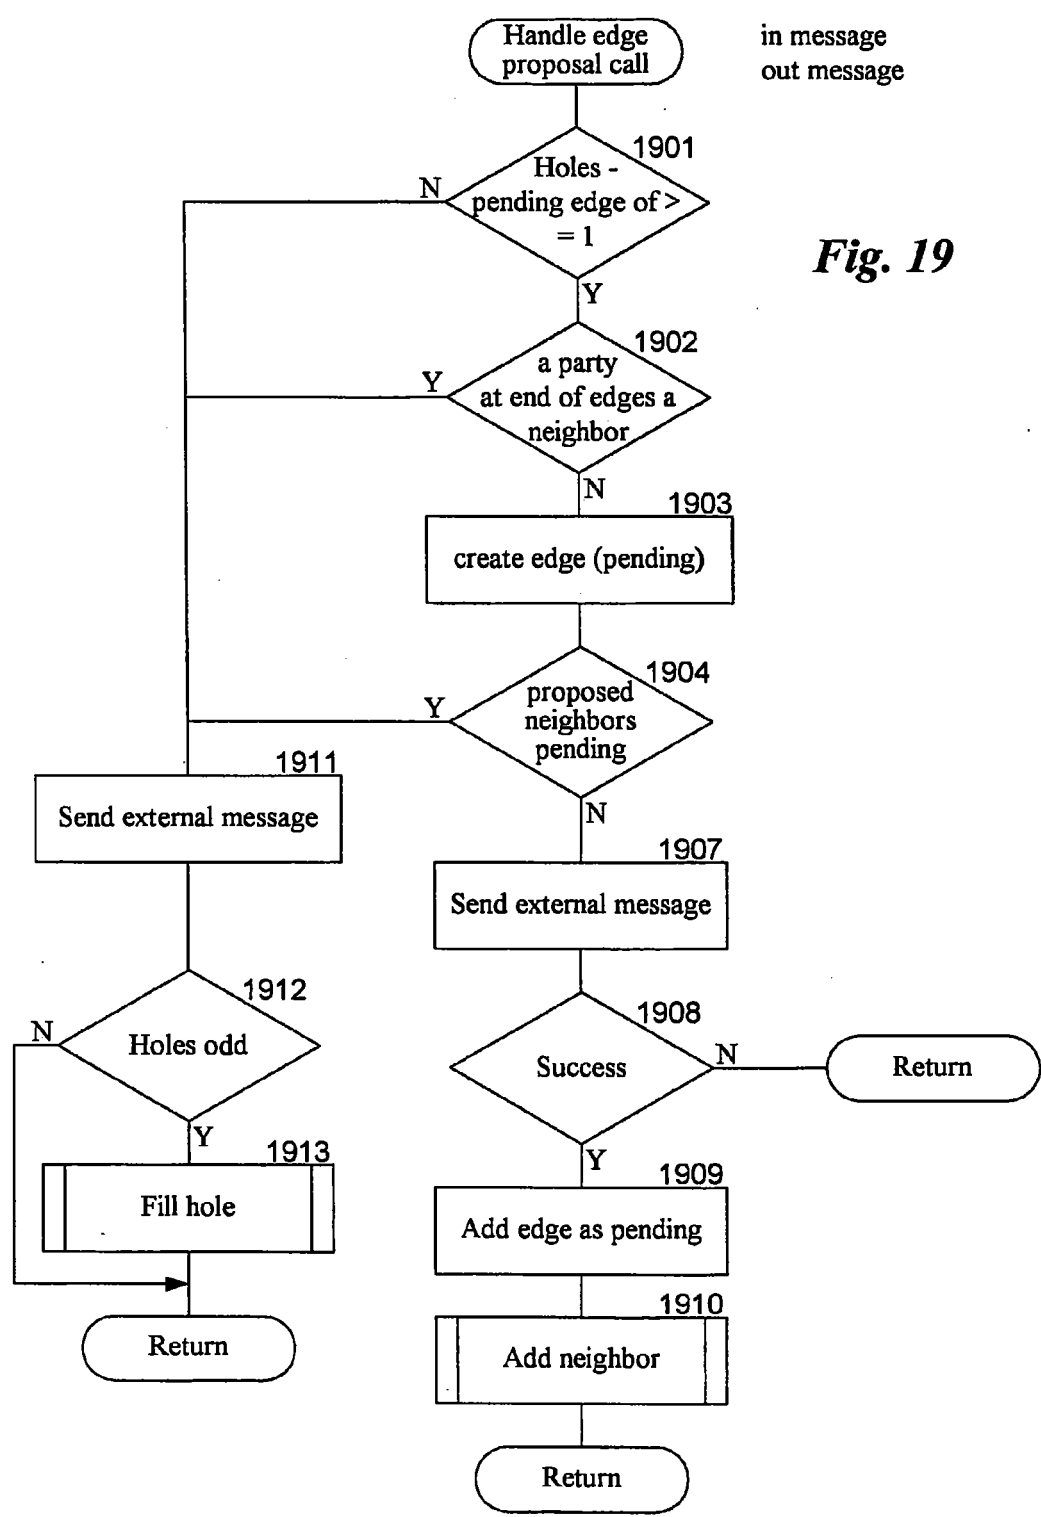 Handle edge
proposal call
in message
out message
1901
Holes -
pending edge of >
= 1
N
Y
Fig. 19
1902
a party
at end of edges a
neighbor
Y
N
1903
create edge (pending)
1904
proposed
neighbors
pending
Y
N
1911
Send external message
1907
Send external message
1912
Holes odd
N
Y
1908
Success
N
Return
Y
1913
Fill hole
1909
Add edge as pending
1910
Add neighbor
Return
Return